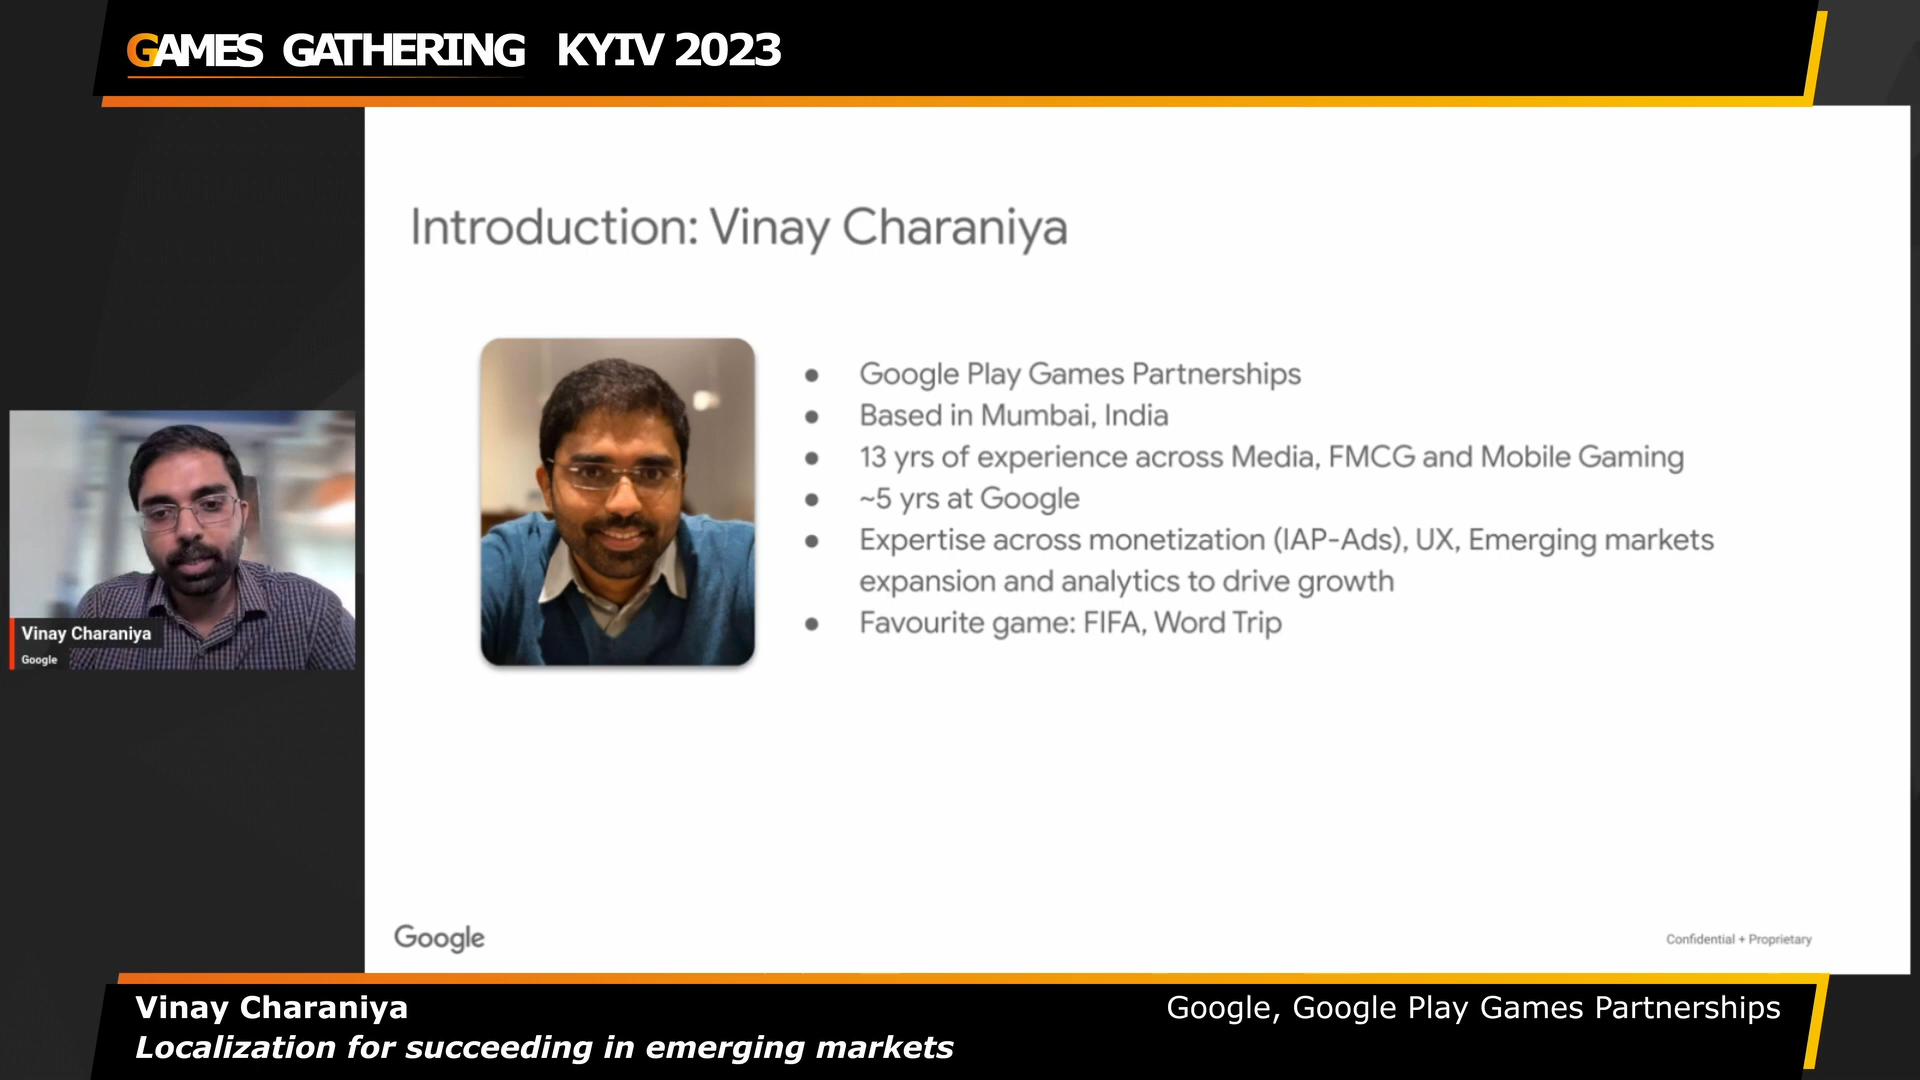 GAMES GATHERING KYIV 2023
Introduction: Vinay Charaniya
● Google Play Games Partnerships
● Based in Mumbai, India
● 13 yrs of experience across Media, FMCG and Mobile Gaming
● ~5 yrs at Google
● Expertise across monetization (IAP-Ads), UX, Emerging markets
expansion and analytics to drive growth
● Favourite game: FIFA, Word Trip
Vinay Charaniya
Google
Google
Confidential + Proprietary
Vinay Charaniya
Google, Google Play Games Partnerships
Localization for succeeding in emerging markets